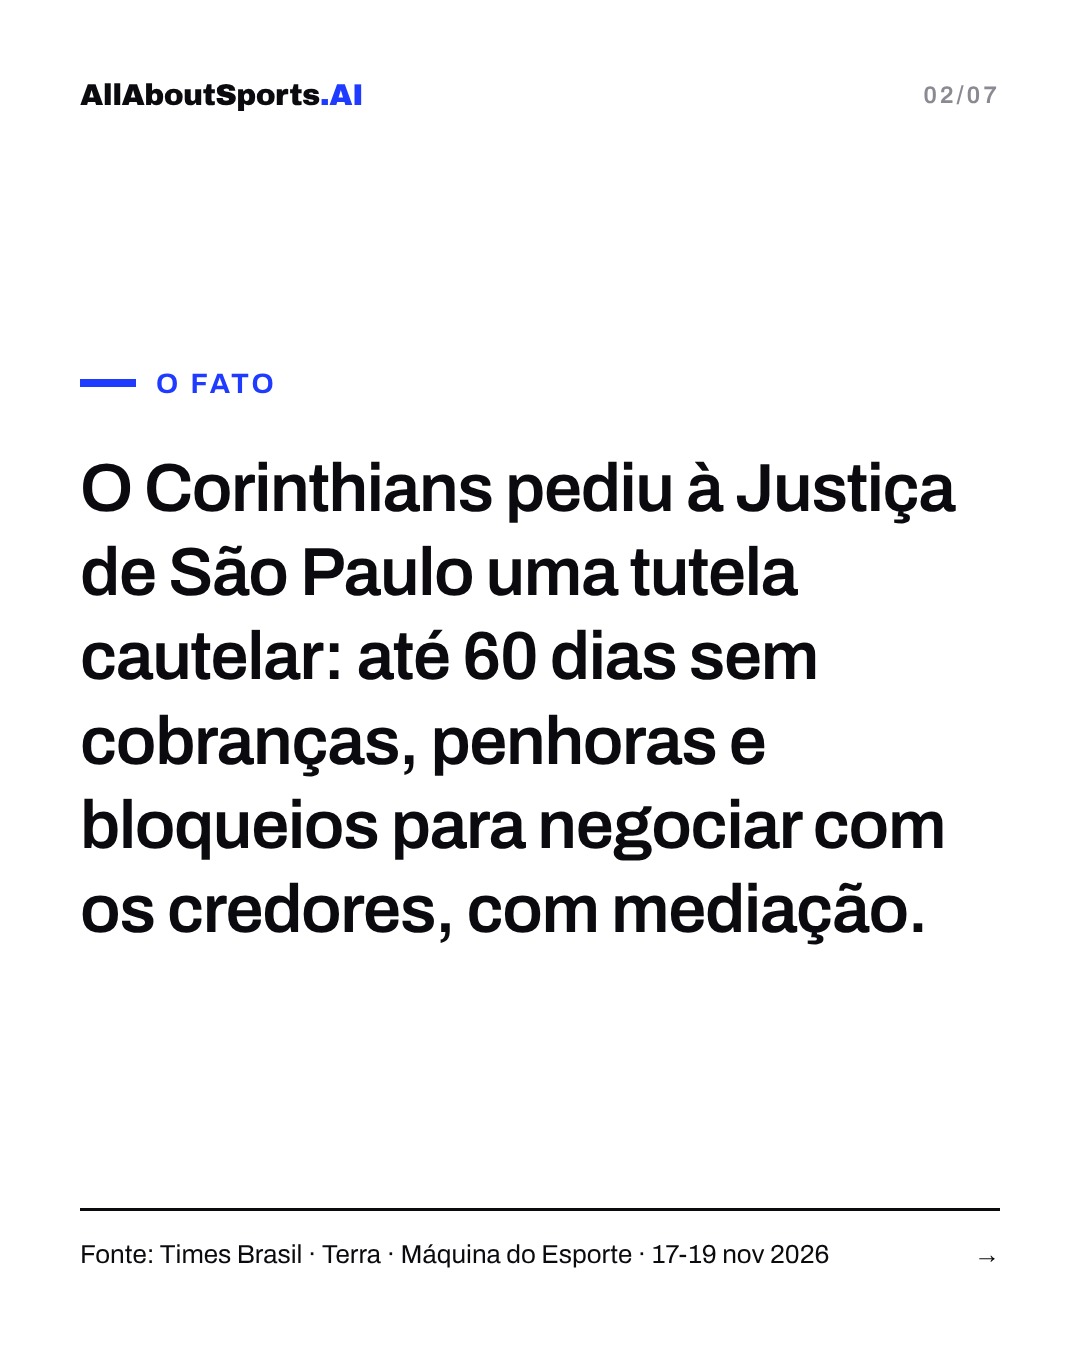 AllAboutSports.AI
02/07
O FATO
O Corinthians pediu à Justiça
de São Paulo uma tutela
cautelar: até 60 dias sem
cobranças, penhoras e
bloqueios para negociar com
os credores, com mediação.
Fonte: Times Brasil · Terra · Máquina do Esporte · 17-19 nov 2026
→